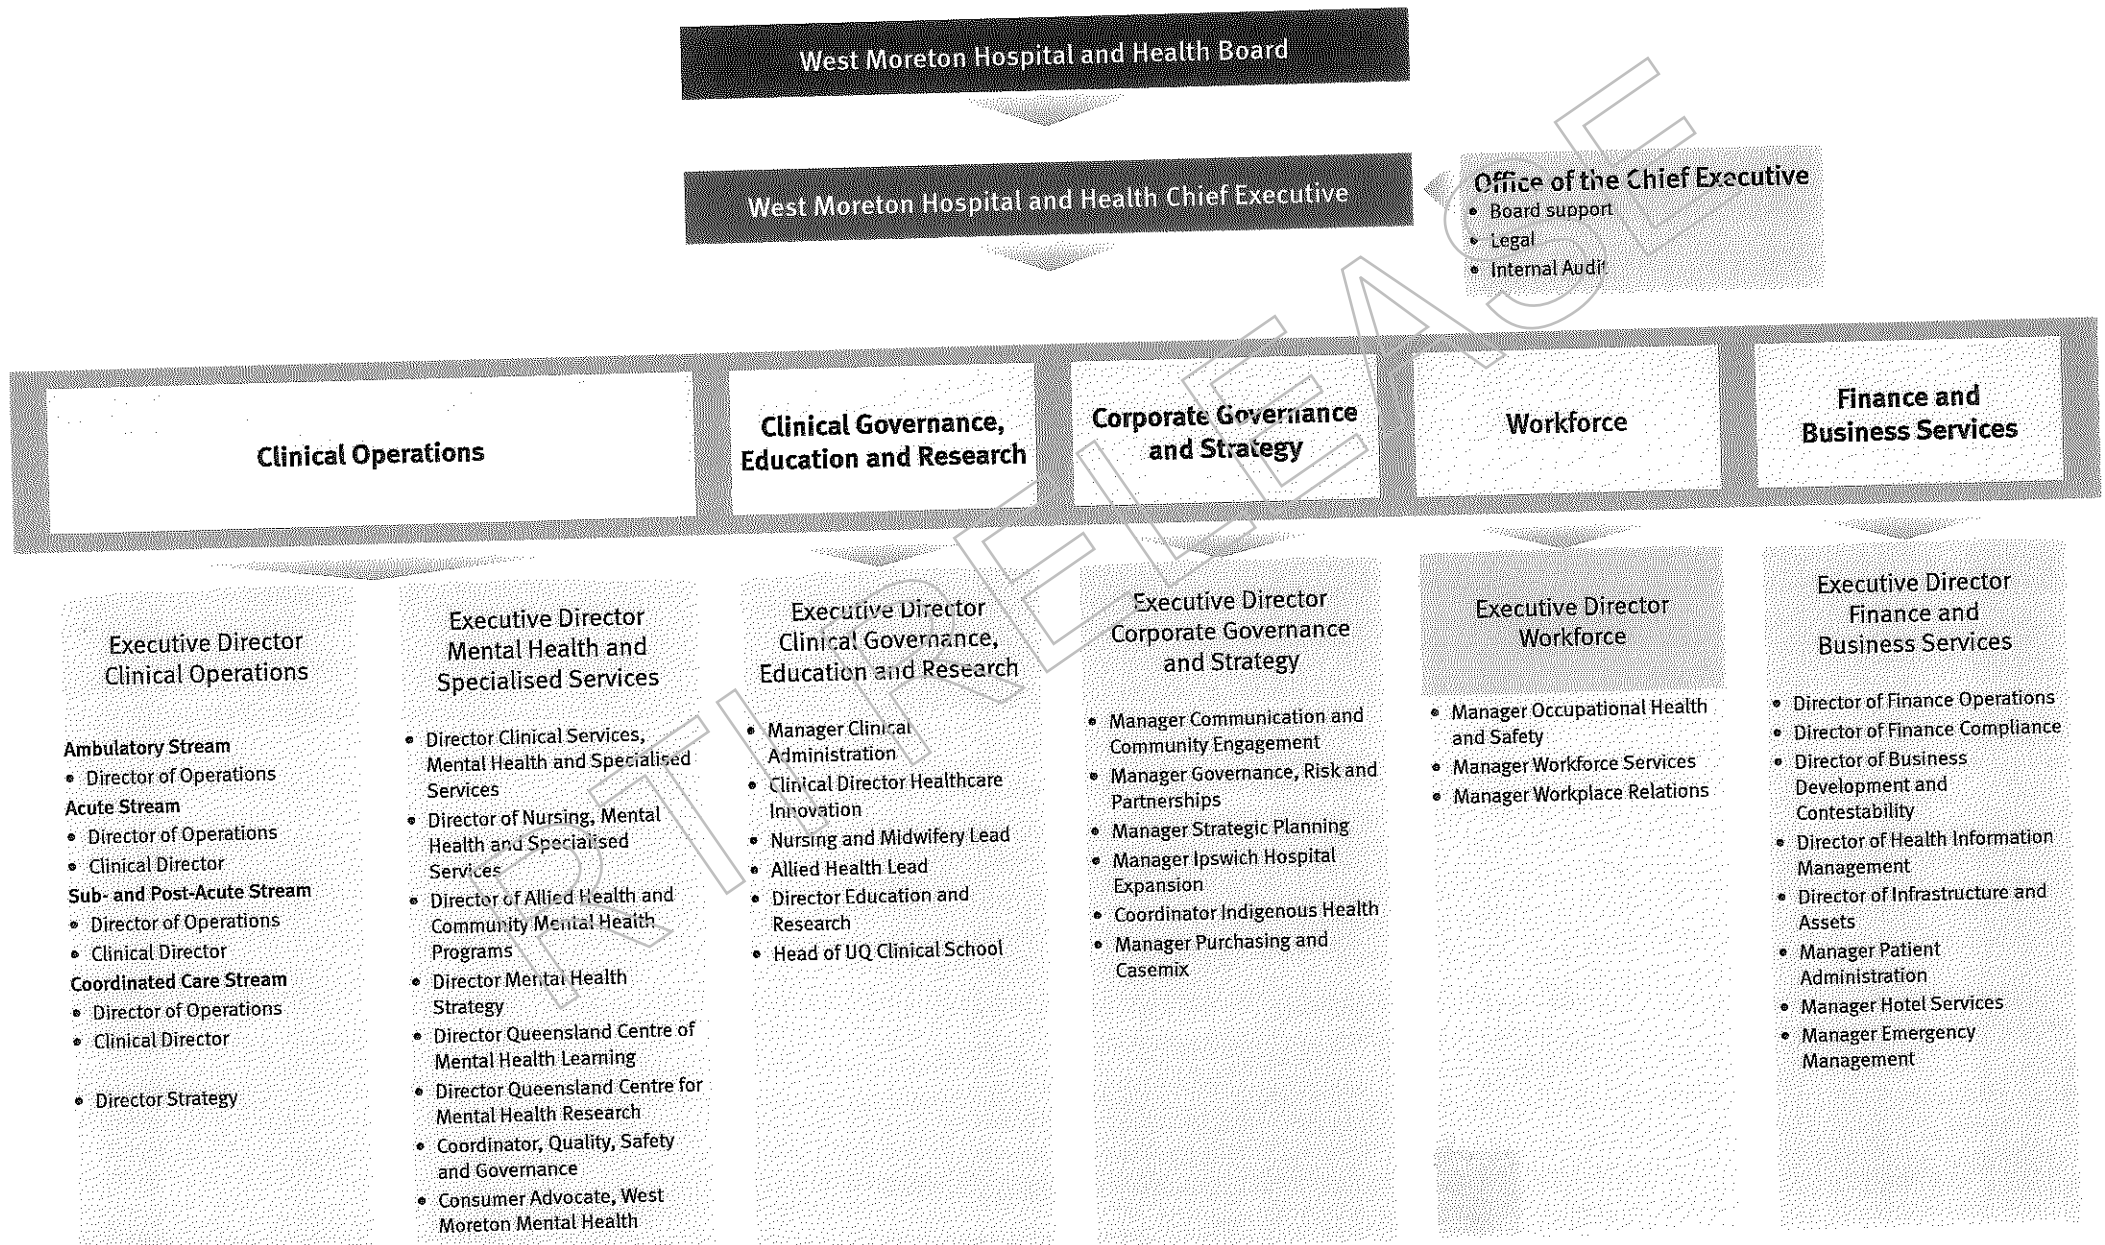 West Moreton Hospital and Health Board
West Moreton Hospital and Health Chief Executive
Office of the Chief Executive
• Board support
• Legal
• Internal Audit
Clinical Operations
Clinical Governance,
Education and Research
Corporate Governance
and Strategy
Workforce
Finance and
Business Services
Executive Director
Clinical Operations
Ambulatory Stream
• Director of Operations
Acute Stream
• Director of Operations
• Clinical Director
Sub- and Post-Acute Stream
• Director of Operations
• Clinical Director
Coordinated Care Stream
• Director of Operations
• Clinical Director
• Director Strategy
Executive Director
Mental Health and
Specialised Services
• Director Clinical Services,
Mental Health and Specialised
Services
• Director of Nursing, Mental
Health and Specialised
Services
• Director of Allied Health and
Community Mental Health
Programs
• Director Mental Health
Strategy
• Director Queensland Centre of
Mental Health Learning
• Director Queensland Centre for
Mental Health Research
• Coordinator, Quality, Safety
and Governance
• Consumer Advocate, West
Moreton Mental Health
Executive Director
Clinical Governance,
Education and Research
• Manager Clinical
Administration
• Clinical Director Healthcare
Innovation
• Nursing and Midwifery Lead
• Allied Health Lead
• Director Education and
Research
• Head of UQ Clinical School
Executive Director
Corporate Governance
and Strategy
• Manager Communication and
Community Engagement
• Manager Governance, Risk and
Partnerships
• Manager Strategic Planning
• Manager Ipswich Hospital
Expansion
• Coordinator Indigenous Health
• Manager Purchasing and
Casemix
Executive Director
Workforce
• Manager Occupational Health
and Safety
• Manager Workforce Services
• Manager Workplace Relations
Executive Director
Finance and
Business Services
• Director of Finance Operations
• Director of Finance Compliance
• Director of Business
Development and
Contestability
• Director of Health Information
Management
• Director of Infrastructure and
Assets
• Manager Patient
Administration
• Manager Hotel Services
• Manager Emergency
Management
RTI RELEASE